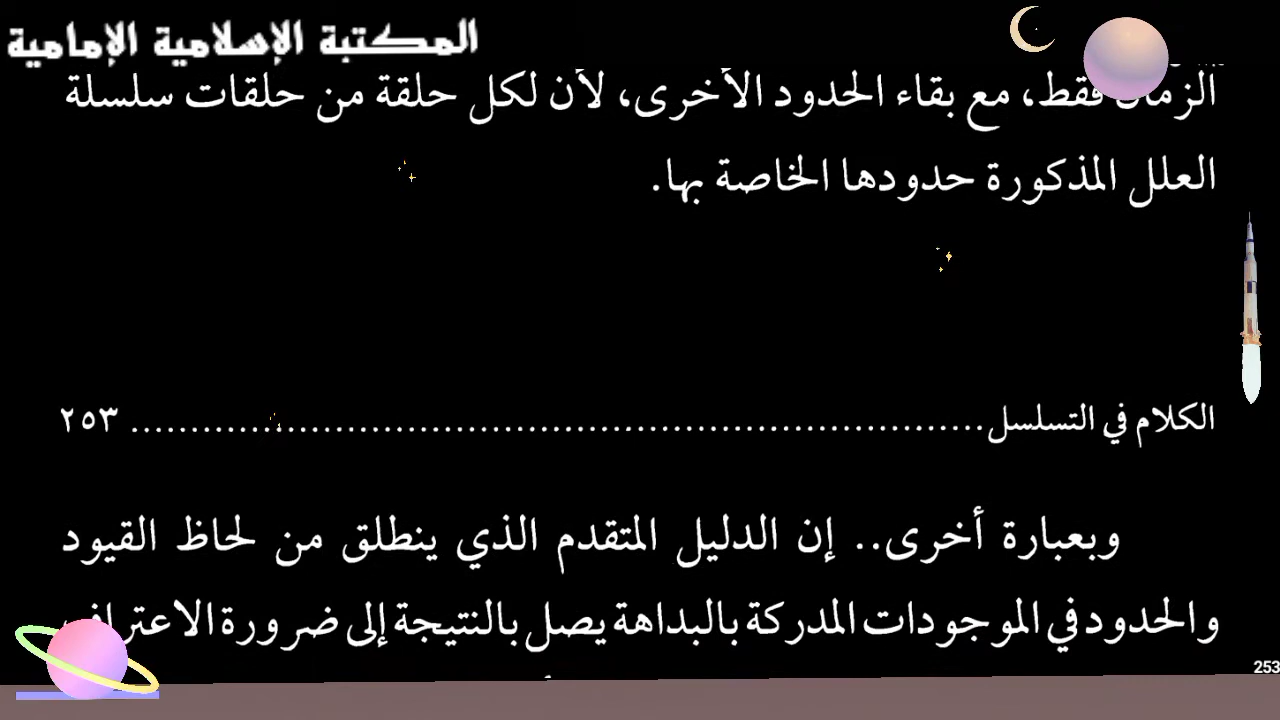 المكتبة الإسلامية الإمامية
فقط، مع بقاء الحدود الأخرى، لأن لكل حلقة من حلقات سلسلة
العلل المذكورة حدودها الخاصة بها.
الكلام في التسلسل ........................................................................ ٢٥٣
وبعبارة أخرى.. إن الدليل المتقدم الذي ينطلق من لحاظ القيود
والحدود في الموجودات المدركة بالبداهة يصل بالنتيجة إلى ضرورة
253